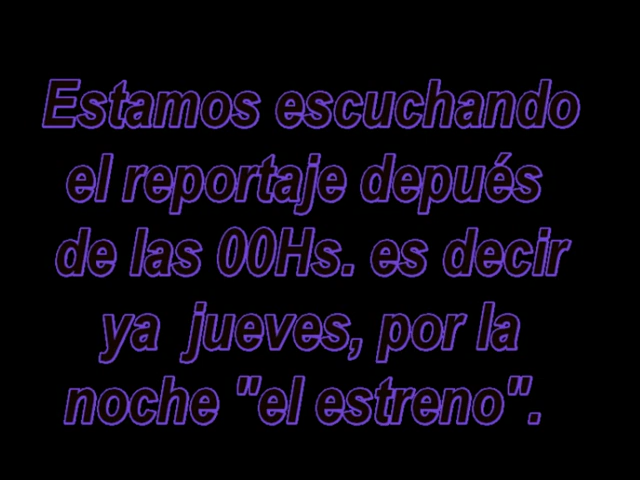 Estamos escuchando
el reportaje depués
de las 00Hs. es decir
ya jueves, por la
noche "el estreno".